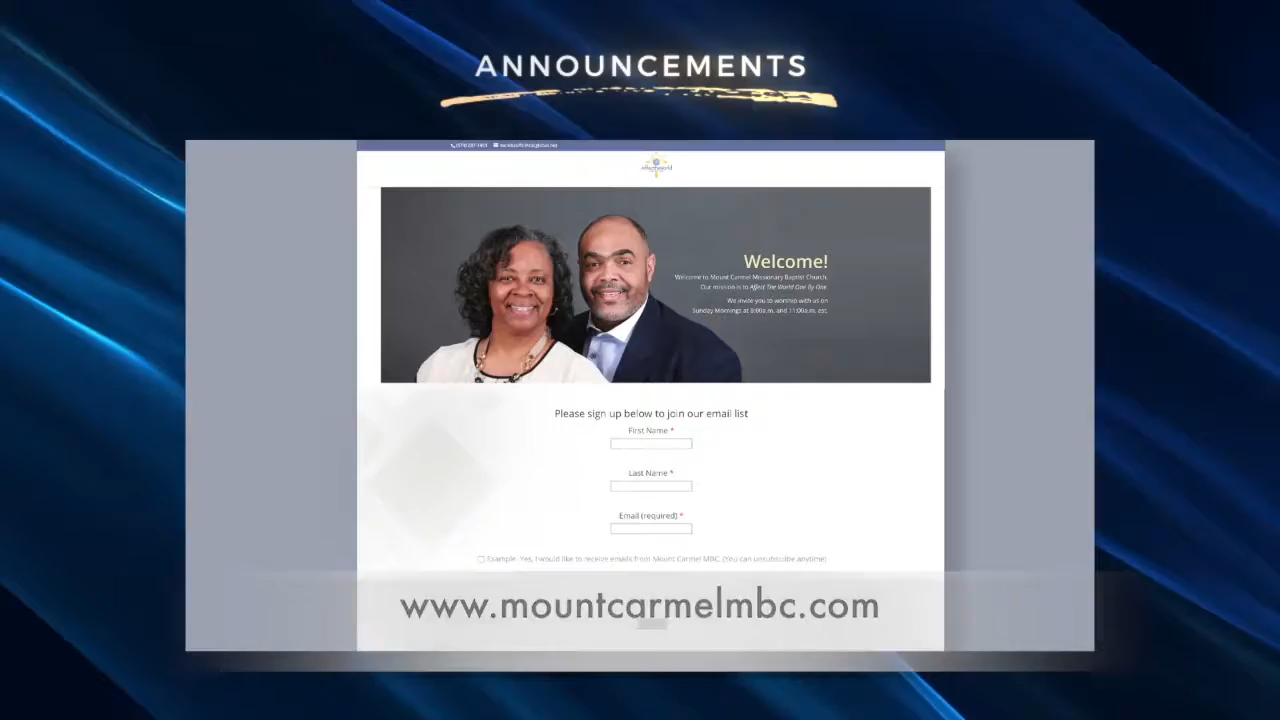 ANNOUNCEMENTS
Welcome!
Welcome to Mount Carmel Missionary Baptist Church.
Our mission is to Affect The World One By One.
We invite you to worship with us on
Sunday Mornings at 8:00a.m. and 11:00a.m. est.
Please sign up below to join our email list
First Name *
Last Name *
Email (required) *
Example: Yes, I would like to receive emails from Mount Carmel MBC. (You can unsubscribe anytime)
www.mountcarmelmbc.com